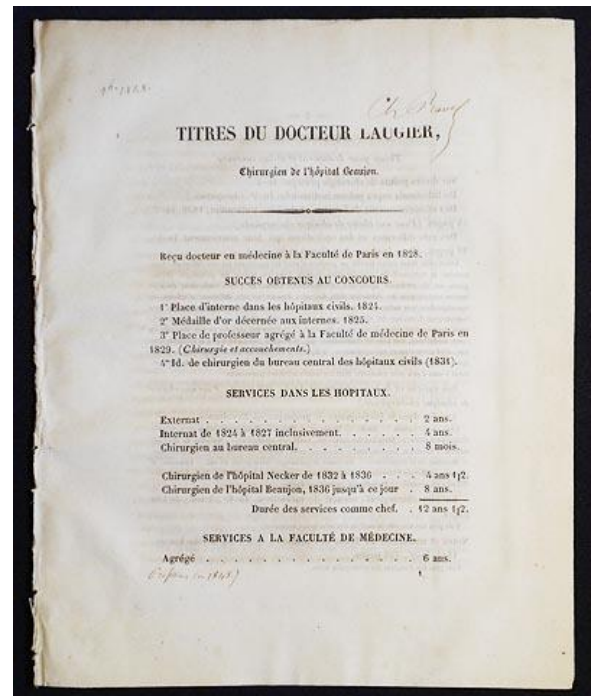 TITRES DU DOCTEUR LAUGIER,
Chirurgien de l'hôpital Beaujon.
Reçu docteur en médecine à la Faculté de Paris en 1828.
SUCCÈS OBTENUS AU CONCOURS.
1° Place d'interne dans les hôpitaux civils. 1824.
2° Médaille d'or décernée aux internes. 1825.
3° Place de professeur agrégé à la Faculté de médecine de Paris en
1829. (Chirurgie et accouchements.)
4° Id. de chirurgien du bureau central des hôpitaux civils (1831).
SERVICES DANS LES HOPITAUX.
Externat . . . . . . . . . . . . . . . 2 ans.
Internat de 1824 à 1827 inclusivement. . . . . . 4 ans.
Chirurgien au bureau central. . . . . . . . . 8 mois.
Chirurgien de l'hôpital Necker de 1832 à 1836 . . . 4 ans 1/2.
Chirurgien de l'hôpital Beaujon, 1836 jusqu'à ce jour . 8 ans.
Durée des services comme chef. . 12 ans 1/2.
SERVICES A LA FACULTÉ DE MÉDECINE.
Agrégé . . . . . . . . . . . . . . . 6 ans.
1